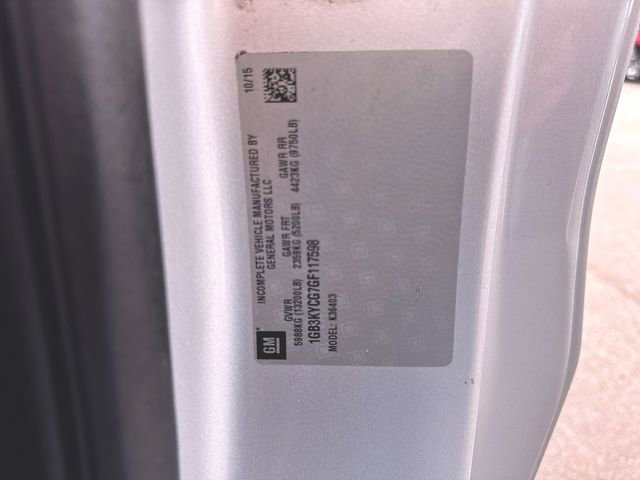 10/15
INCOMPLETE VEHICLE MANUFACTURED BY
GENERAL MOTORS LLC
GVWR GAWR FRT GAWR RR
5988KG (13200LB) 2359KG (5200LB) 4423KG (9750LB)
1GB3KYCG7GF117598
MODEL: K36403
GM